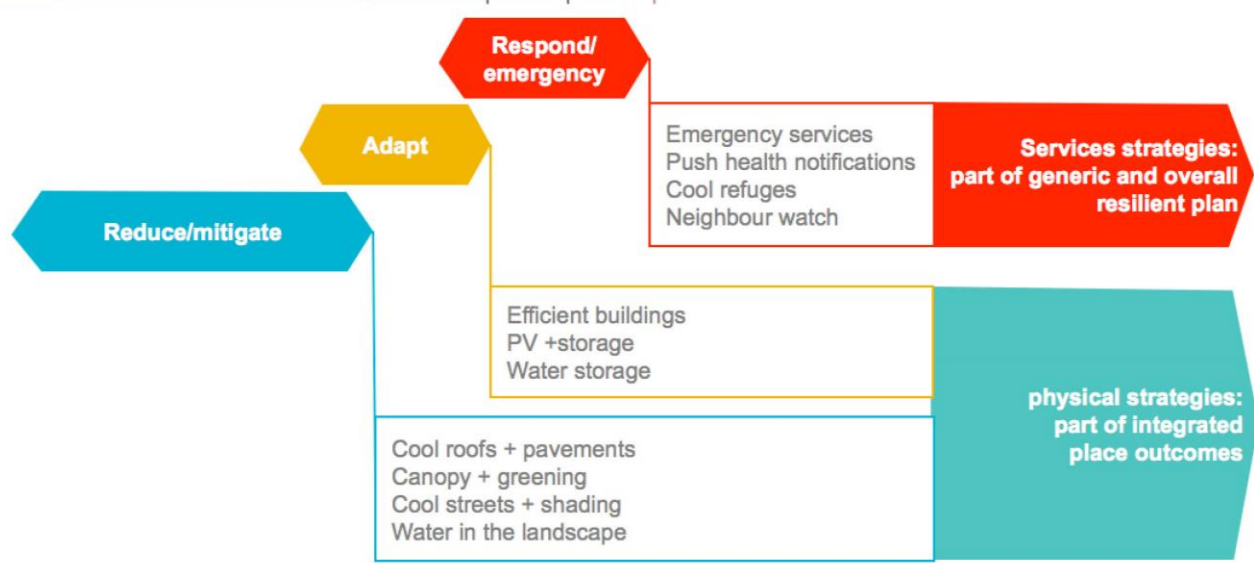 Respond/
emergency
Adapt
Reduce/mitigate
Emergency services
Push health notifications
Cool refuges
Neighbour watch
Services strategies:
part of generic and overall
resilient plan
Efficient buildings
PV +storage
Water storage
physical strategies:
part of integrated
place outcomes
Cool roofs + pavements
Canopy + greening
Cool streets + shading
Water in the landscape